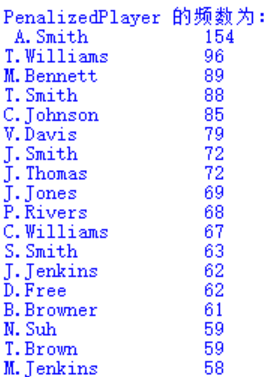 PenalizedPlayer 的频数为:
A.Smith 154
T.Williams 96
M.Bennett 89
T.Smith 88
C.Johnson 85
V.Davis 79
J.Smith 72
J.Thomas 72
J.Jones 69
P.Rivers 68
C.Williams 67
S.Smith 63
J.Jenkins 62
D.Free 62
B.Browner 61
N.Suh 59
T.Brown 59
M.Jenkins 58